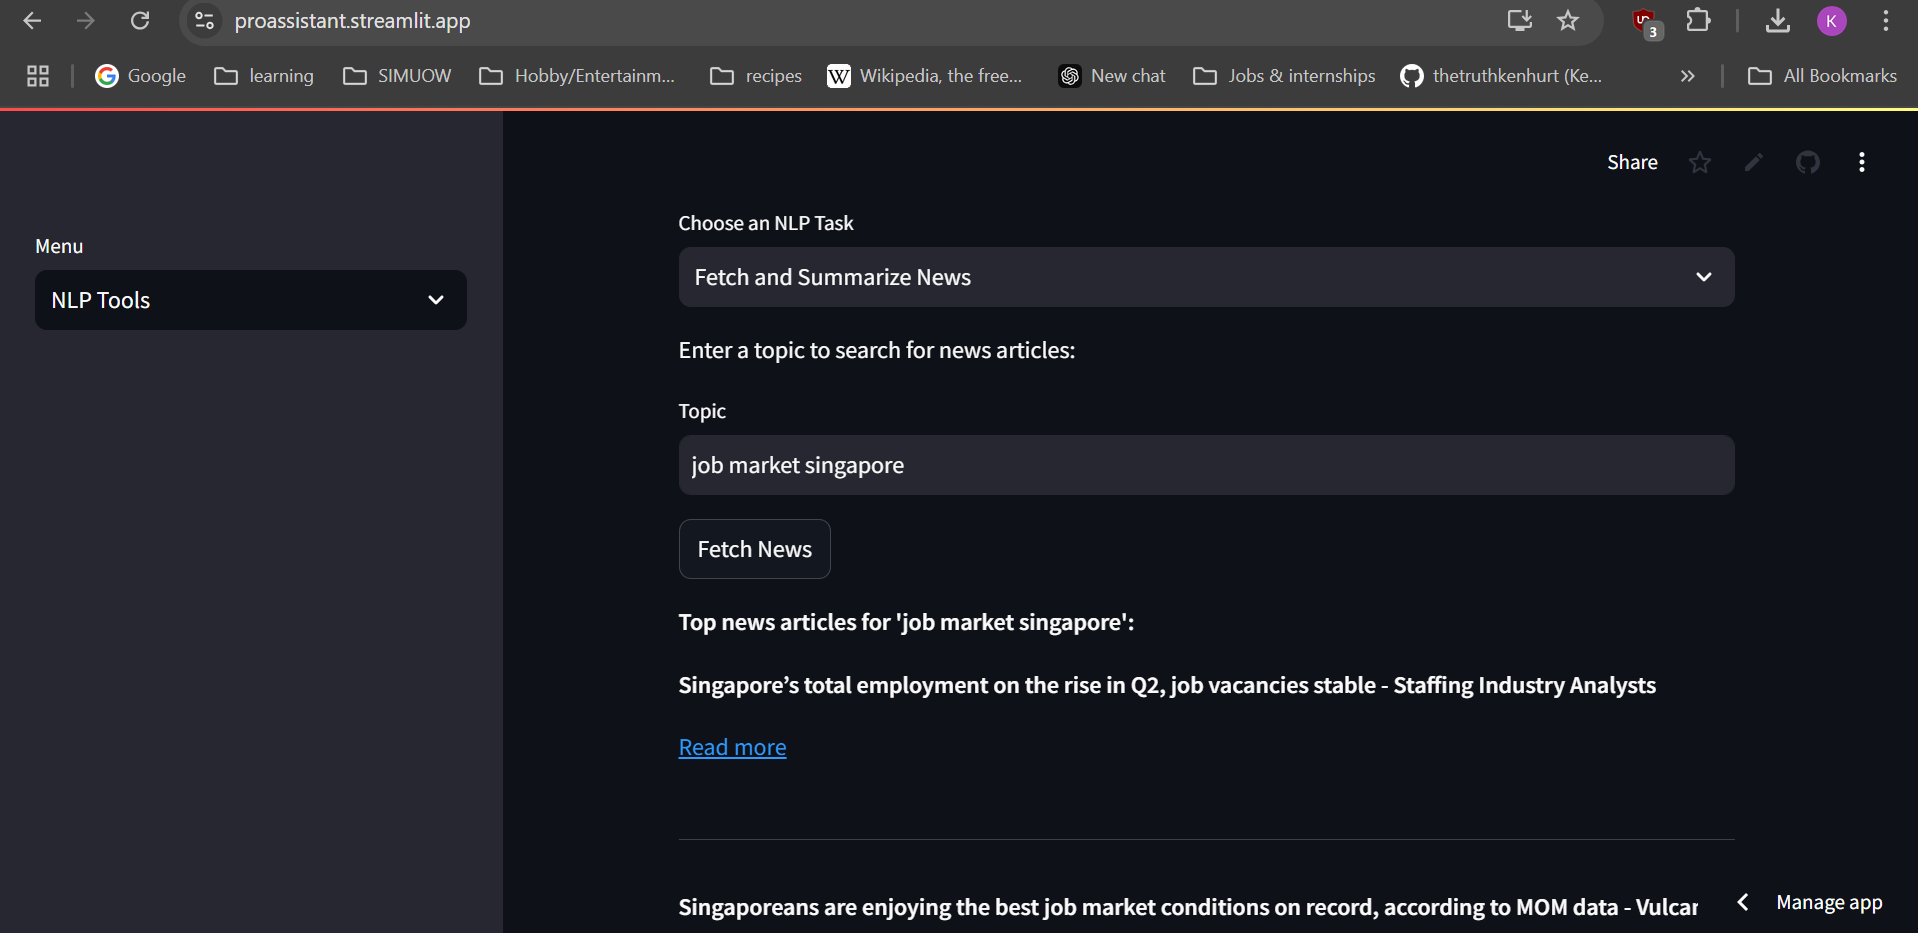 proassistant.streamlit.app
3
K
Google
learning
SIMUOW
Hobby/Entertainm...
recipes
Wikipedia, the free...
New chat
Jobs & internships
thetruthkenhurt (Ke...
All Bookmarks
Share
Menu
NLP Tools
Choose an NLP Task
Fetch and Summarize News
Enter a topic to search for news articles:
Topic
job market singapore
Fetch News
Top news articles for 'job market singapore':
Singapore’s total employment on the rise in Q2, job vacancies stable - Staffing Industry Analysts
Read more
Singaporeans are enjoying the best job market conditions on record, according to MOM data - Vulcan
Manage app